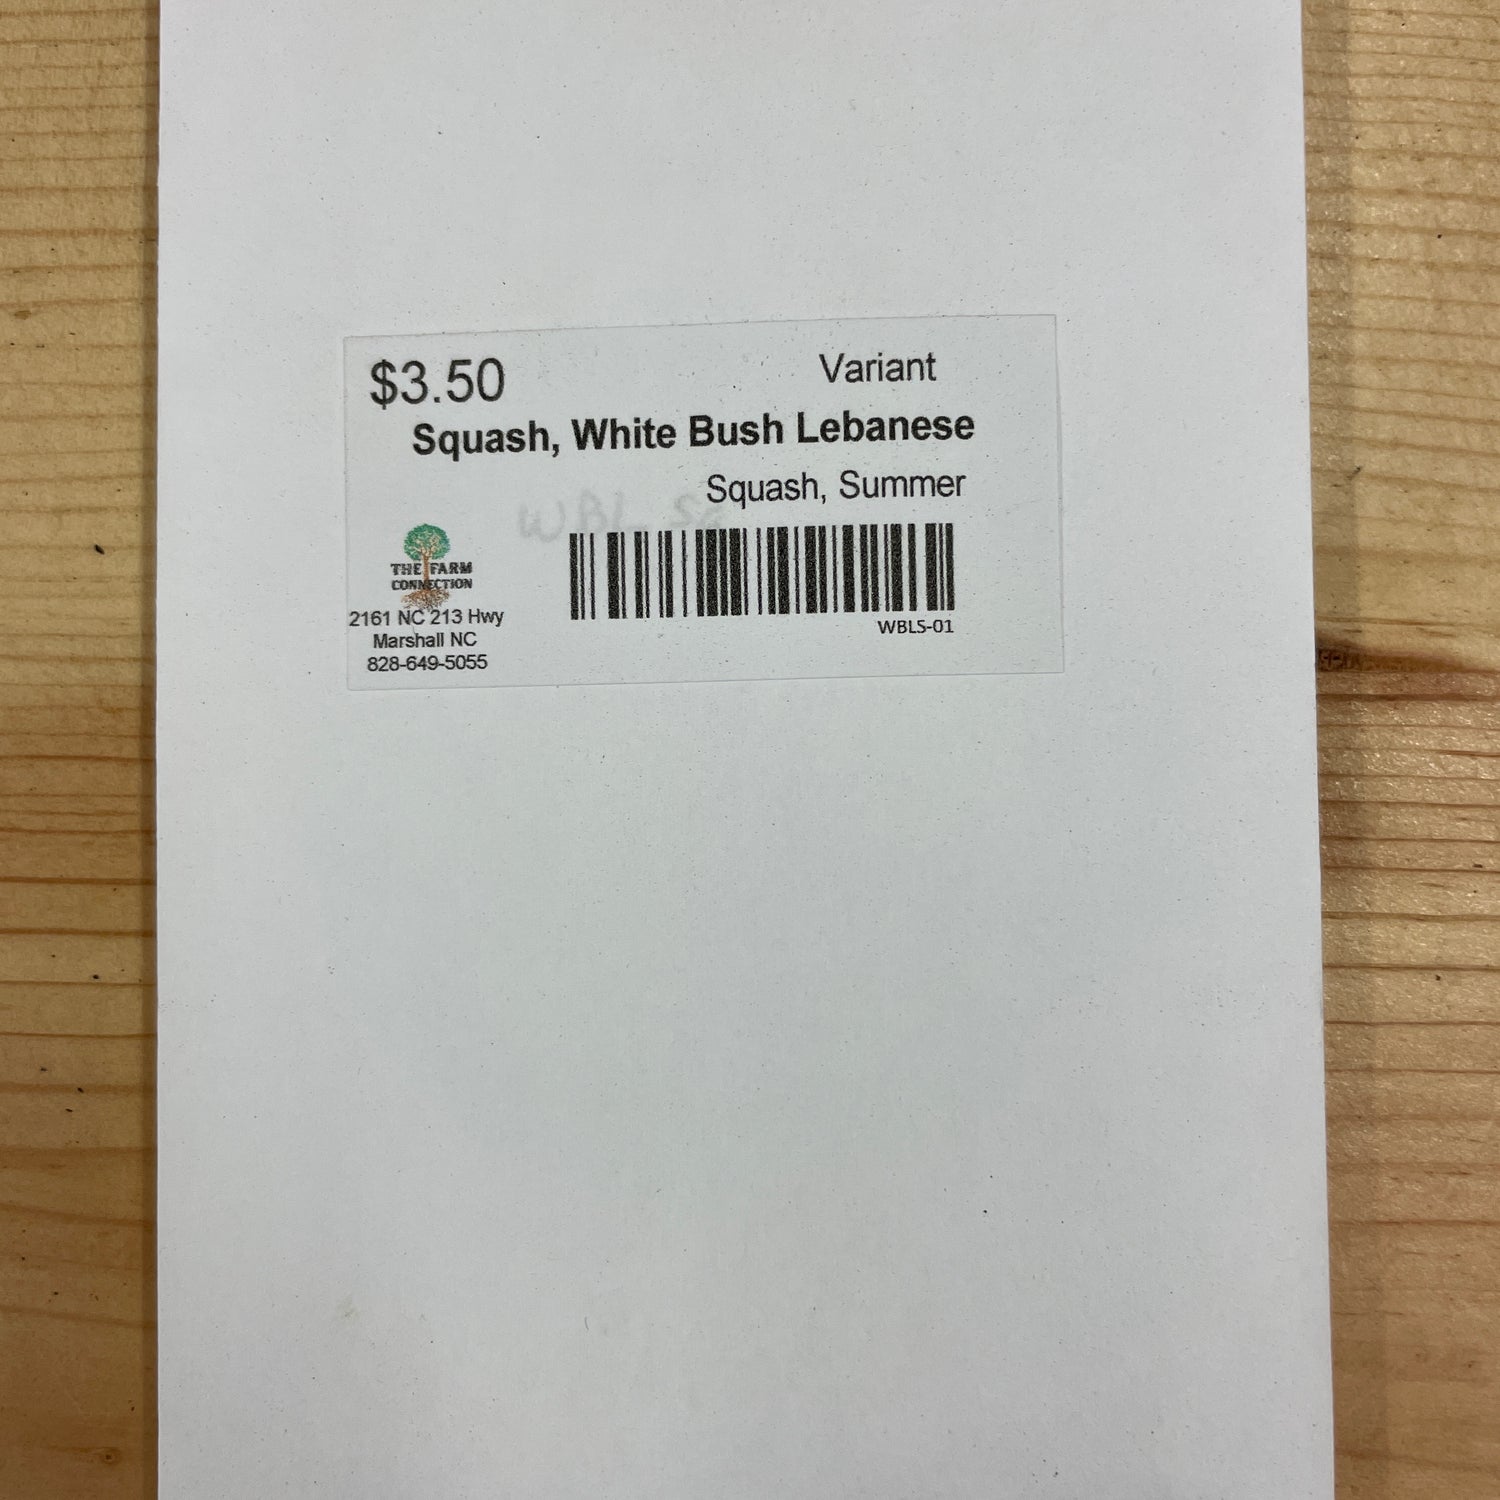 $3.50 Variant
Squash, White Bush Lebanese
Squash, Summer
WBL
THE FARM
CONNECTION
2161 NC 213 Hwy
Marshall NC
828-649-5055
WBLS-01